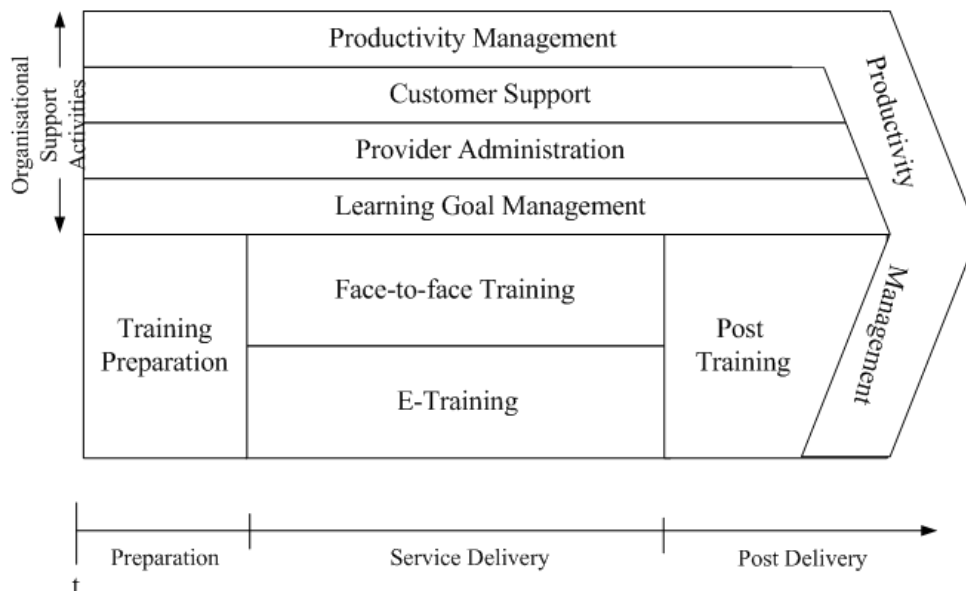 Organisational
Support
Activities
Productivity Management
Customer Support
Provider Administration
Learning Goal Management
Productivity
Management
Training
Preparation
Face-to-face Training
E-Training
Post
Training
Preparation
Service Delivery
Post Delivery
t